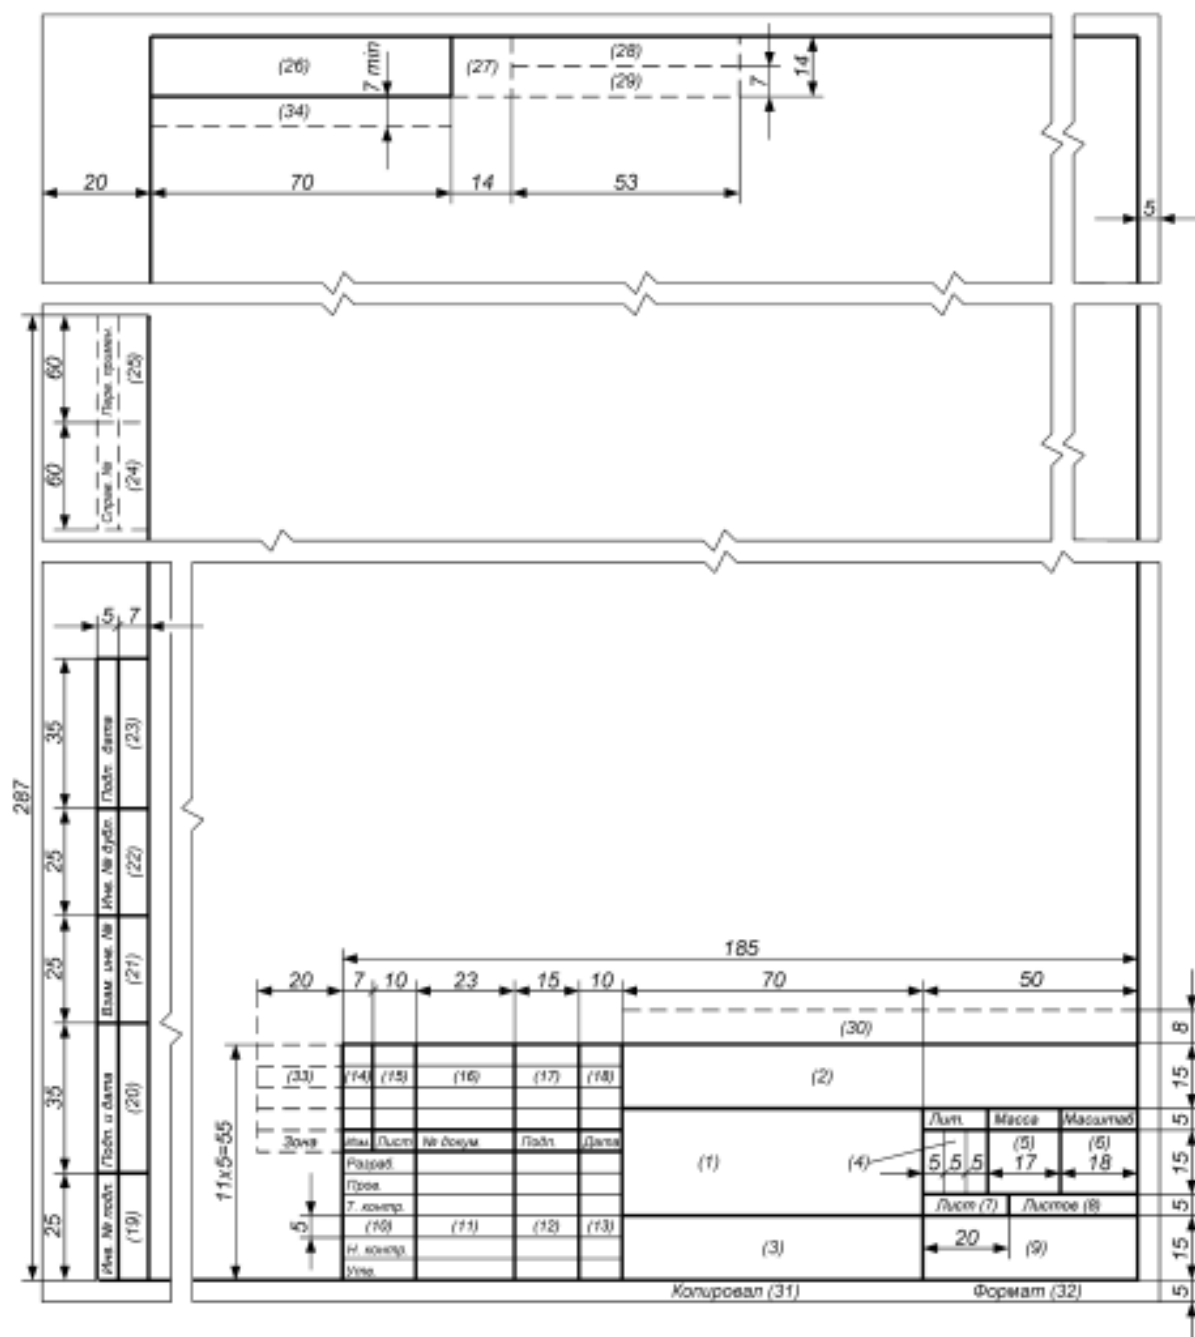 (26)
7 min
(27)
(28)
(29)
7
14
(34)
20
70
14
53
5
287
60
Перв. примен.
(25)
60
Справ. №
(24)
5
7
35
Подп. дата
(23)
25
Инв. № дубл.
(22)
25
Взам. инв. №
(21)
35
Подп. и дата
(20)
25
Инв. № подл.
(19)
185
20
7
10
23
15
10
70
50
(30)
8
(33)
(14)
(15)
(16)
(17)
(18)
(2)
15
11x5=55
Зона
Изм.
Лист
№ докум.
Подп.
Дата
Лит.
Масса
Масштаб
5
Разраб.
Пров.
Т. контр.
(1)
(4)
5
5
5
(5)
17
(6)
18
15
Лист (7)
Листов (8)
5
5
(10)
(11)
(12)
(13)
Н. контр.
Утв.
(3)
20
(9)
15
Копировал (31)
Формат (32)
5